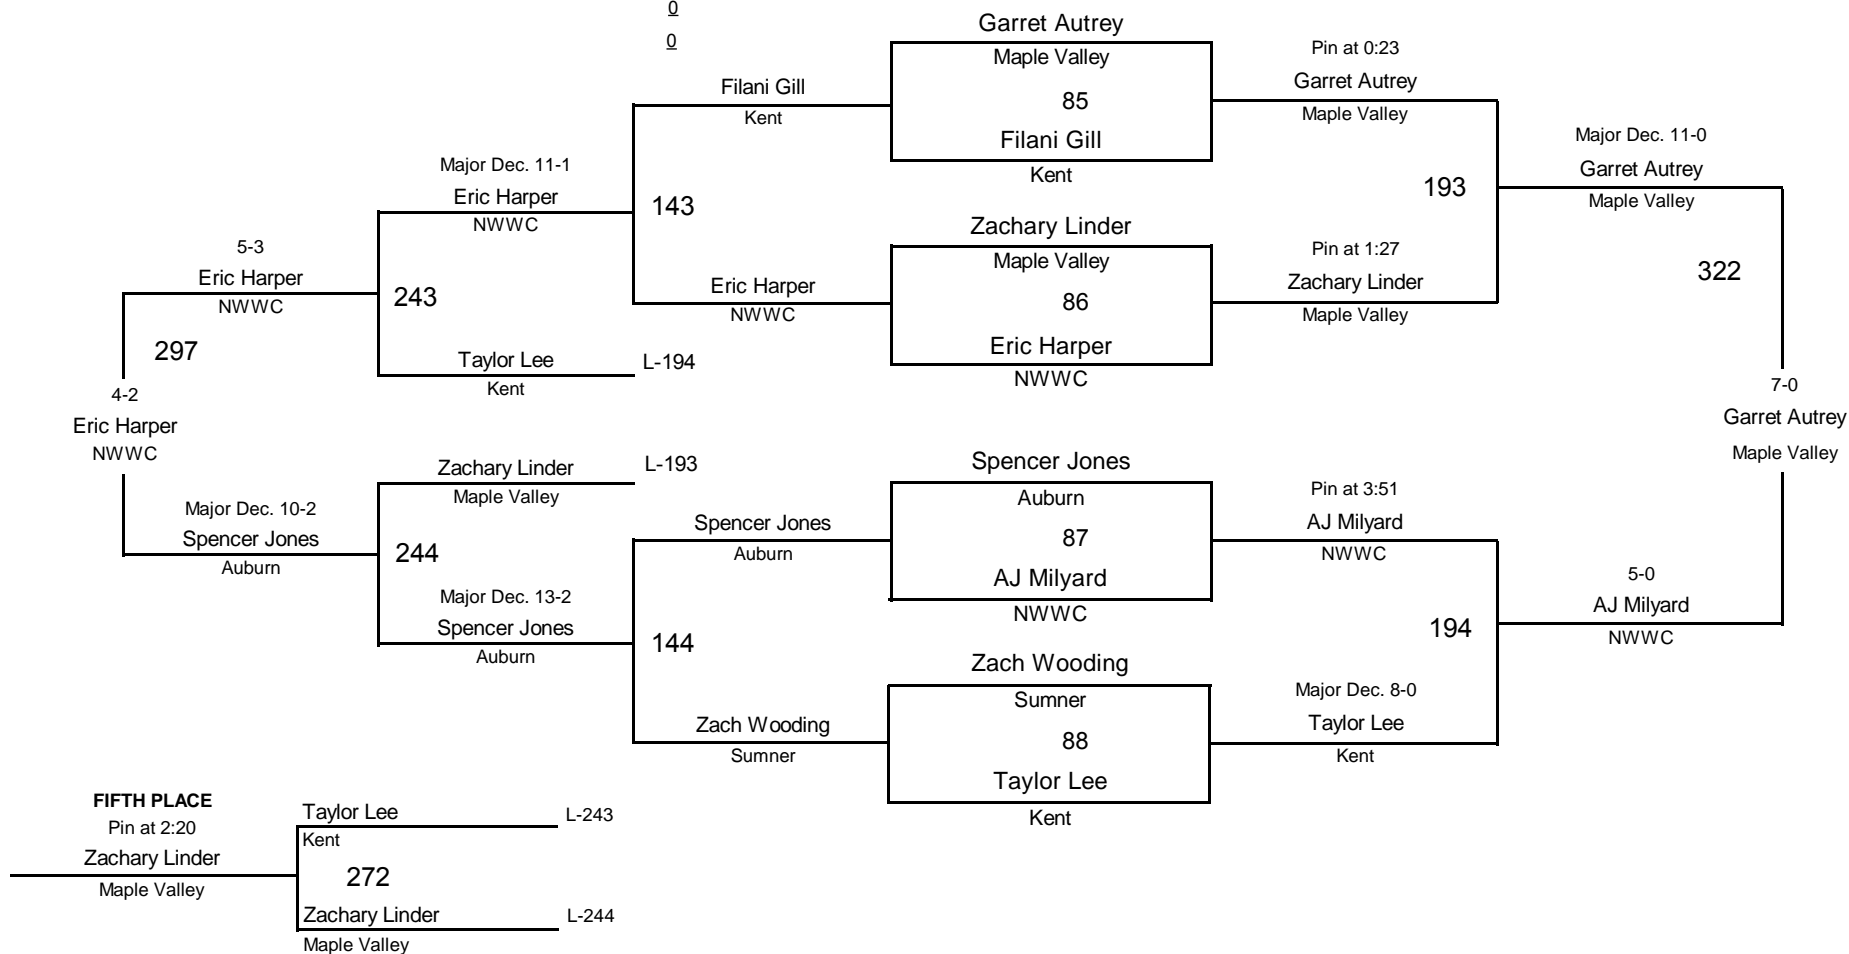 0
0
Garret Autrey
Maple Valley
85
Filani Gill
Kent
Zachary Linder
Maple Valley
86
Eric Harper
NWWC
Spencer Jones
Auburn
87
AJ Milyard
NWWC
Zach Wooding
Sumner
88
Taylor Lee
Kent
Pin at 0:23
Garret Autrey
Maple Valley
193
Pin at 1:27
Zachary Linder
Maple Valley
Pin at 3:51
AJ Milyard
NWWC
194
Major Dec. 8-0
Taylor Lee
Kent
Major Dec. 11-0
Garret Autrey
Maple Valley
322
5-0
AJ Milyard
NWWC
7-0
Garret Autrey
Maple Valley
Filani Gill
Kent
143
Eric Harper
NWWC
Spencer Jones
Auburn
144
Zach Wooding
Sumner
Major Dec. 11-1
Eric Harper
NWWC
243
Taylor Lee
L-194
Kent
Zachary Linder
L-193
Maple Valley
244
Major Dec. 13-2
Spencer Jones
Auburn
5-3
Eric Harper
NWWC
297
Major Dec. 10-2
Spencer Jones
Auburn
4-2
Eric Harper
NWWC
FIFTH PLACE
Pin at 2:20
Zachary Linder
Maple Valley
Taylor Lee
L-243
Kent
272
Zachary Linder
L-244
Maple Valley